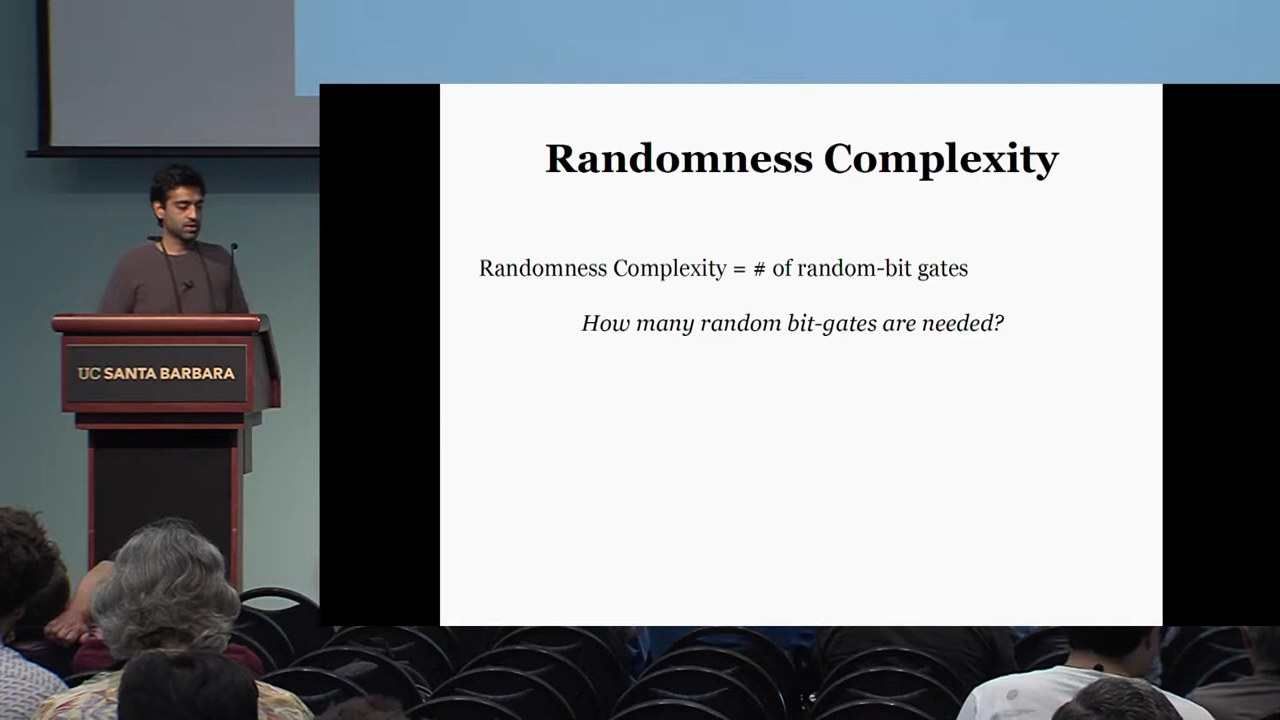 Randomness Complexity
Randomness Complexity = # of random-bit gates
How many random bit-gates are needed?
UC SANTA BARBARA